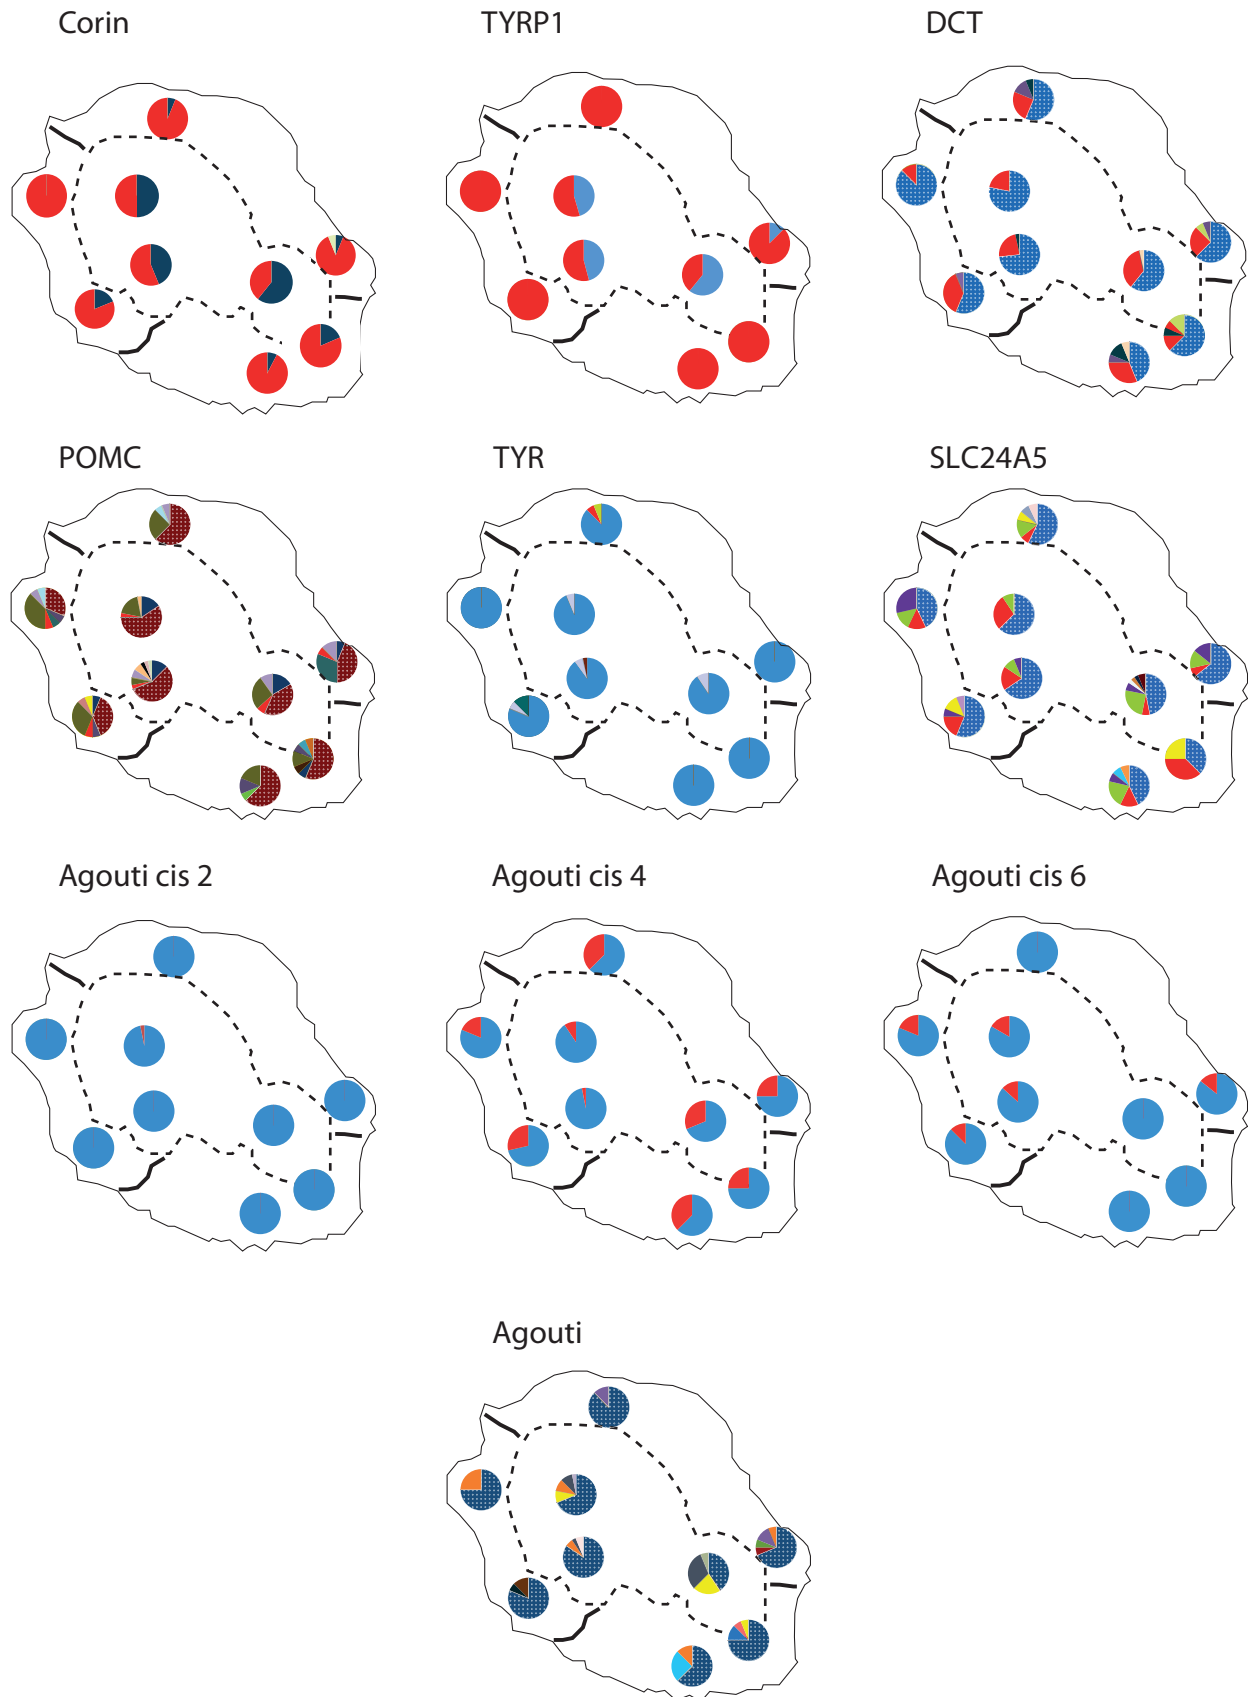 Corin
TYRP1
DCT
POMC
TYR
SLC24A5
Agouti cis 2
Agouti cis 4
Agouti cis 6
Agouti